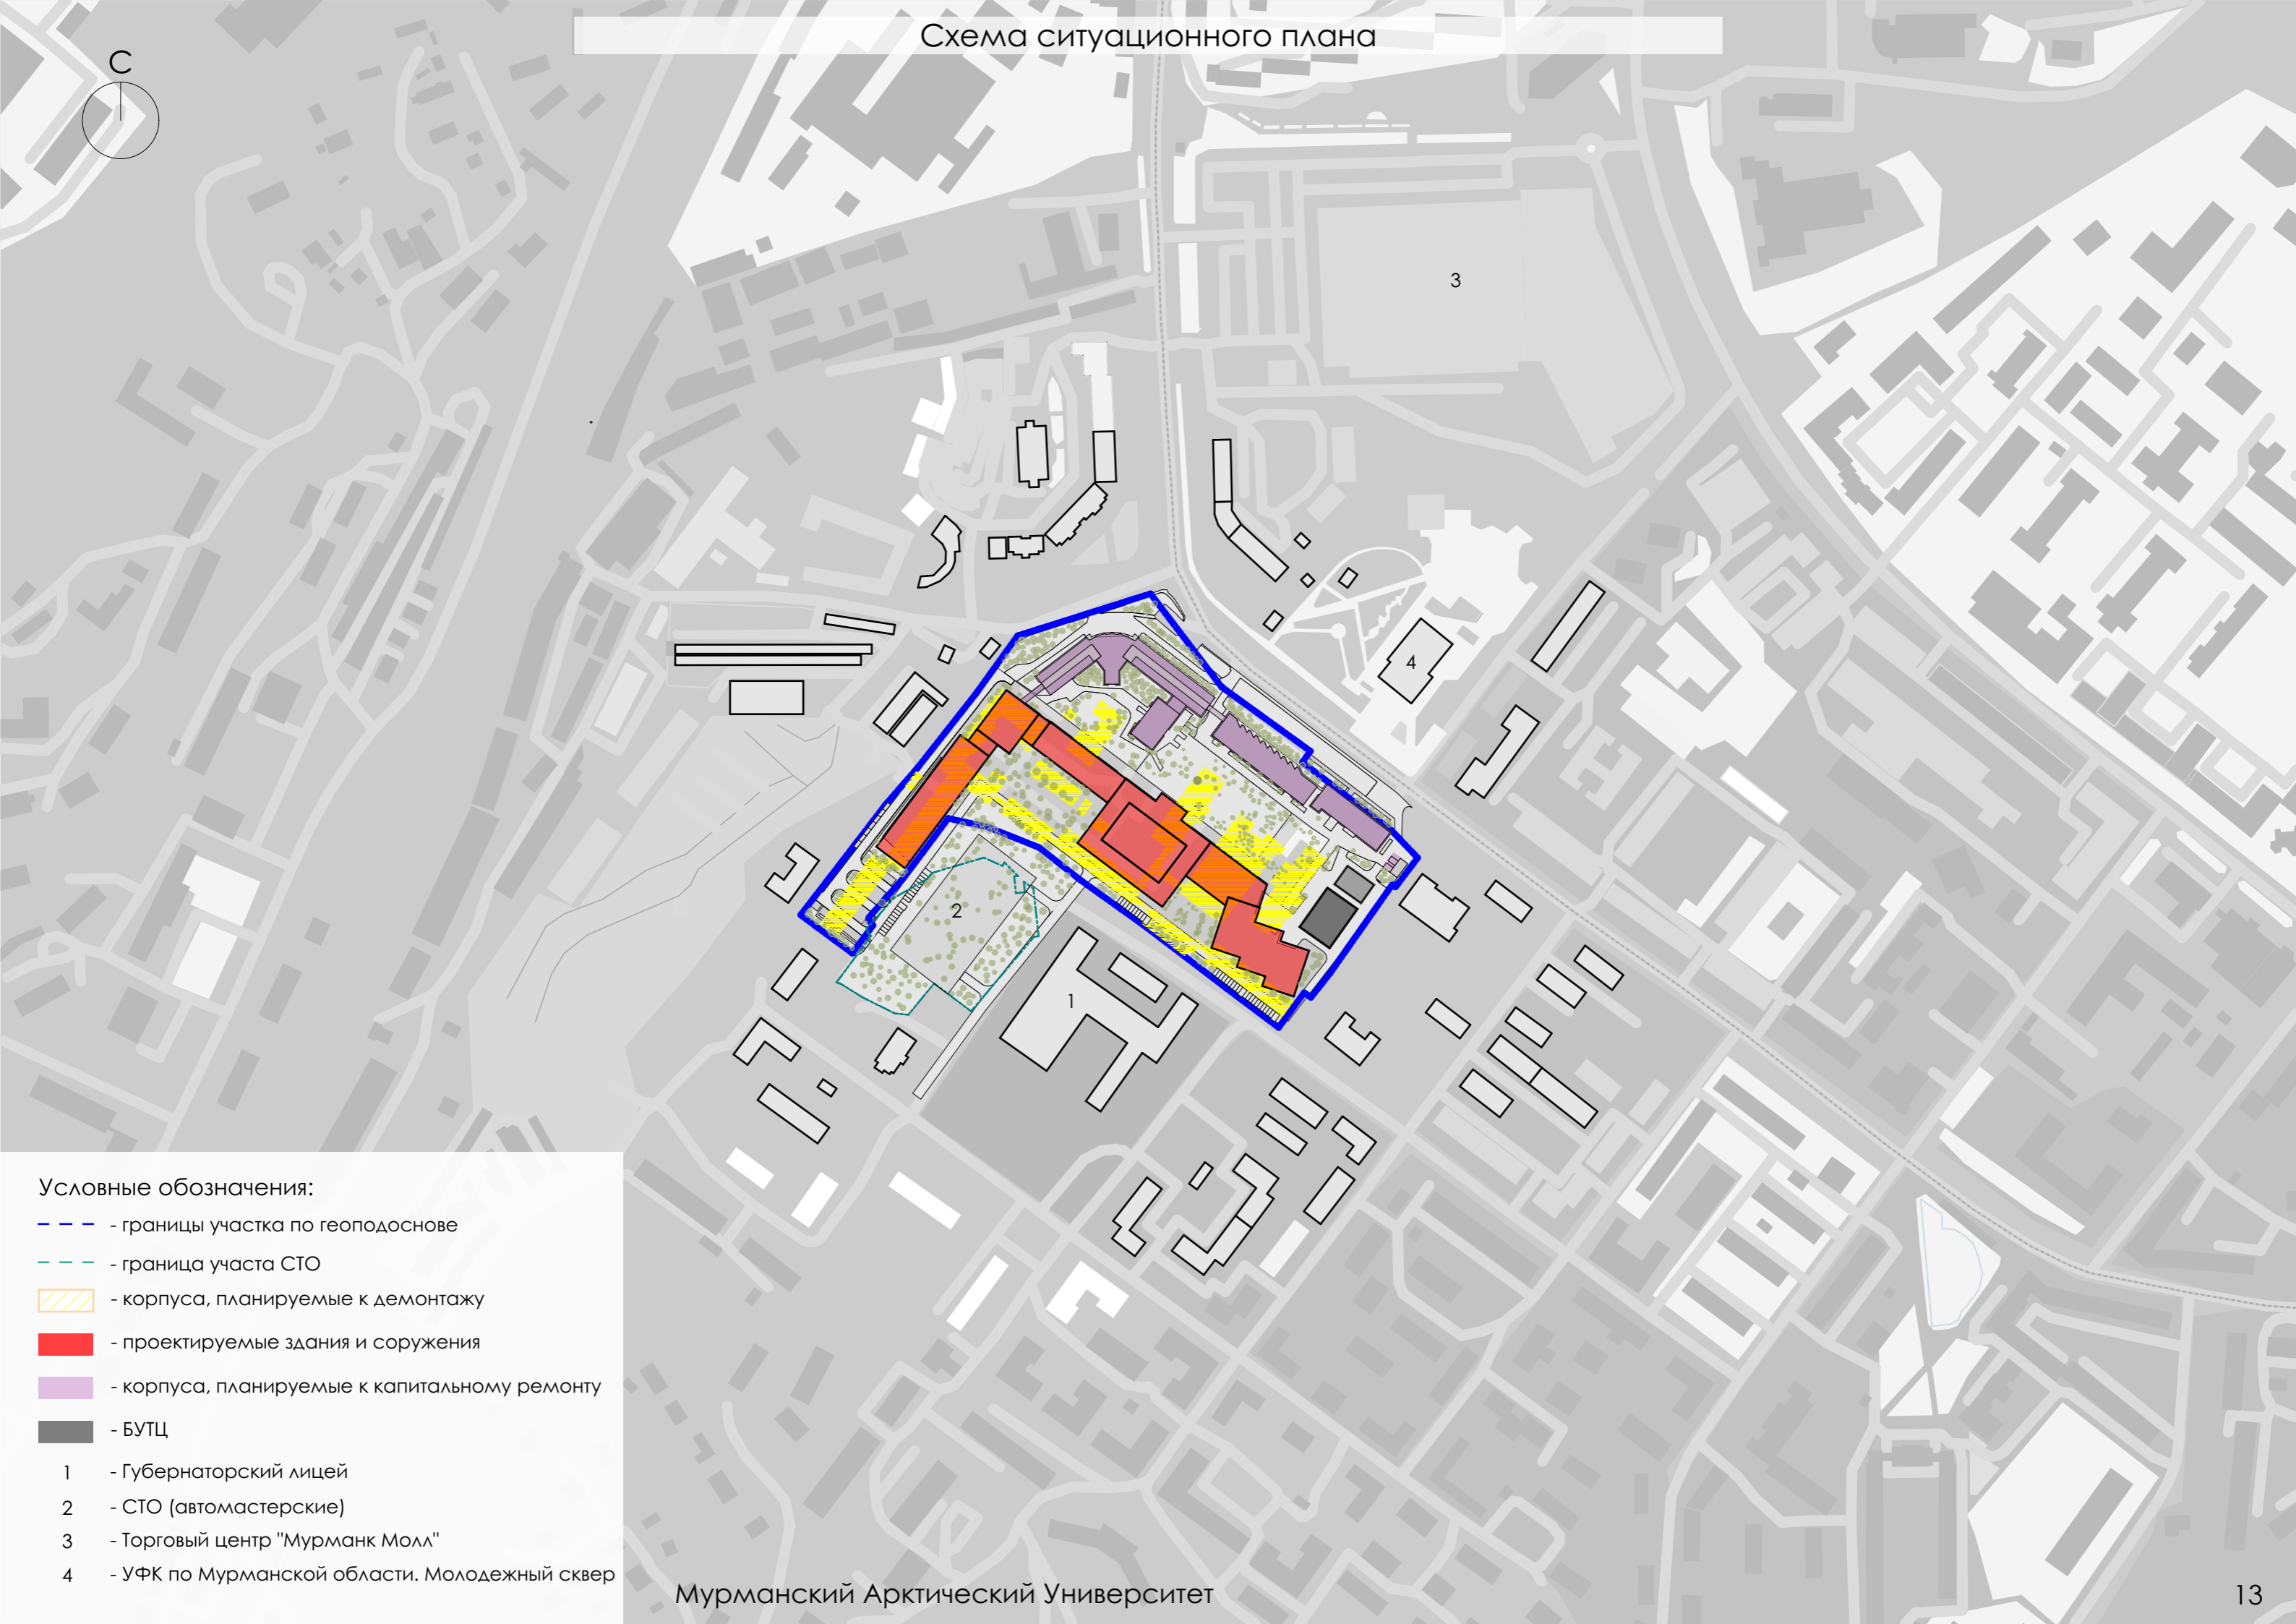 Схема ситуационного плана
С
3
4
2
1
Условные обозначения:
- границы участка по геоподоснове
- граница участа СТО
- корпуса, планируемые к демонтажу
- проектируемые здания и соружения
- корпуса, планируемые к капитальному ремонту
- БУТЦ
1 - Губернаторский лицей
2 - СТО (автомастерские)
3 - Торговый центр "Мурманк Молл"
4 - УФК по Мурманской области. Молодежный сквер
Мурманский Арктический Университет
13